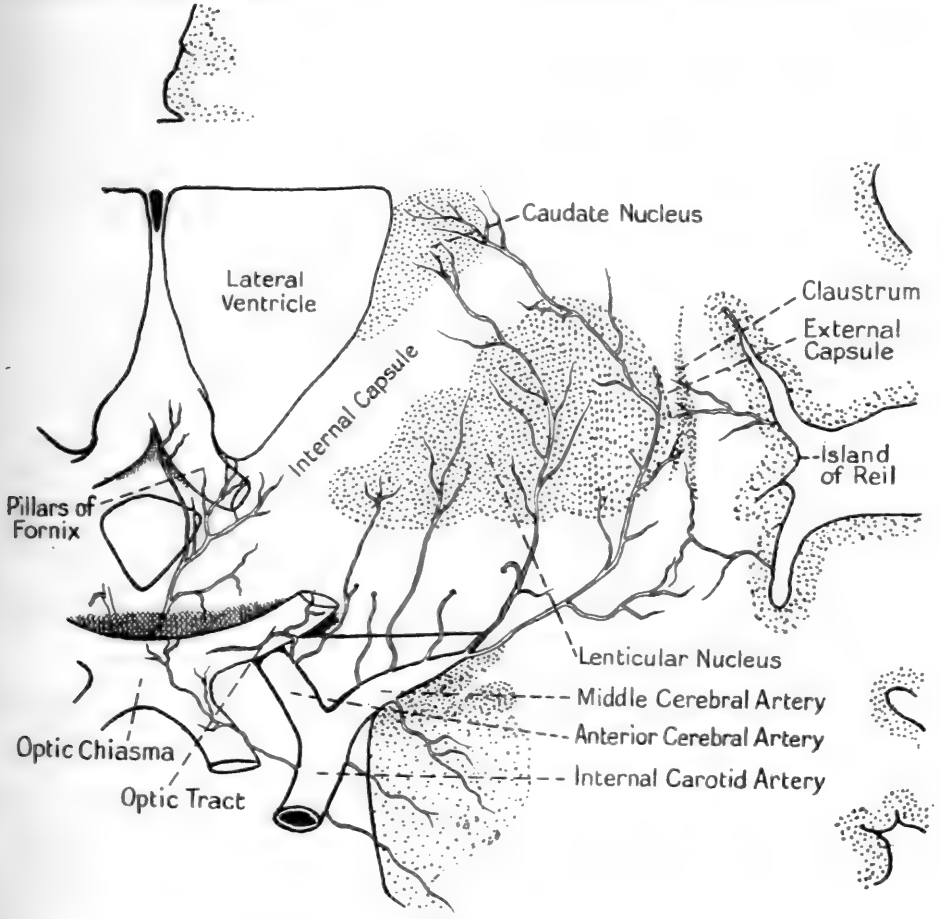 Caudate Nucleus
Lateral
Ventricle
Claustrum
External
Capsule
Internal Capsule
Island
of Reil
Pillars of
Fornix
Lenticular Nucleus
Middle Cerebral Artery
Anterior Cerebral Artery
Internal Carotid Artery
Optic Chiasma
Optic Tract